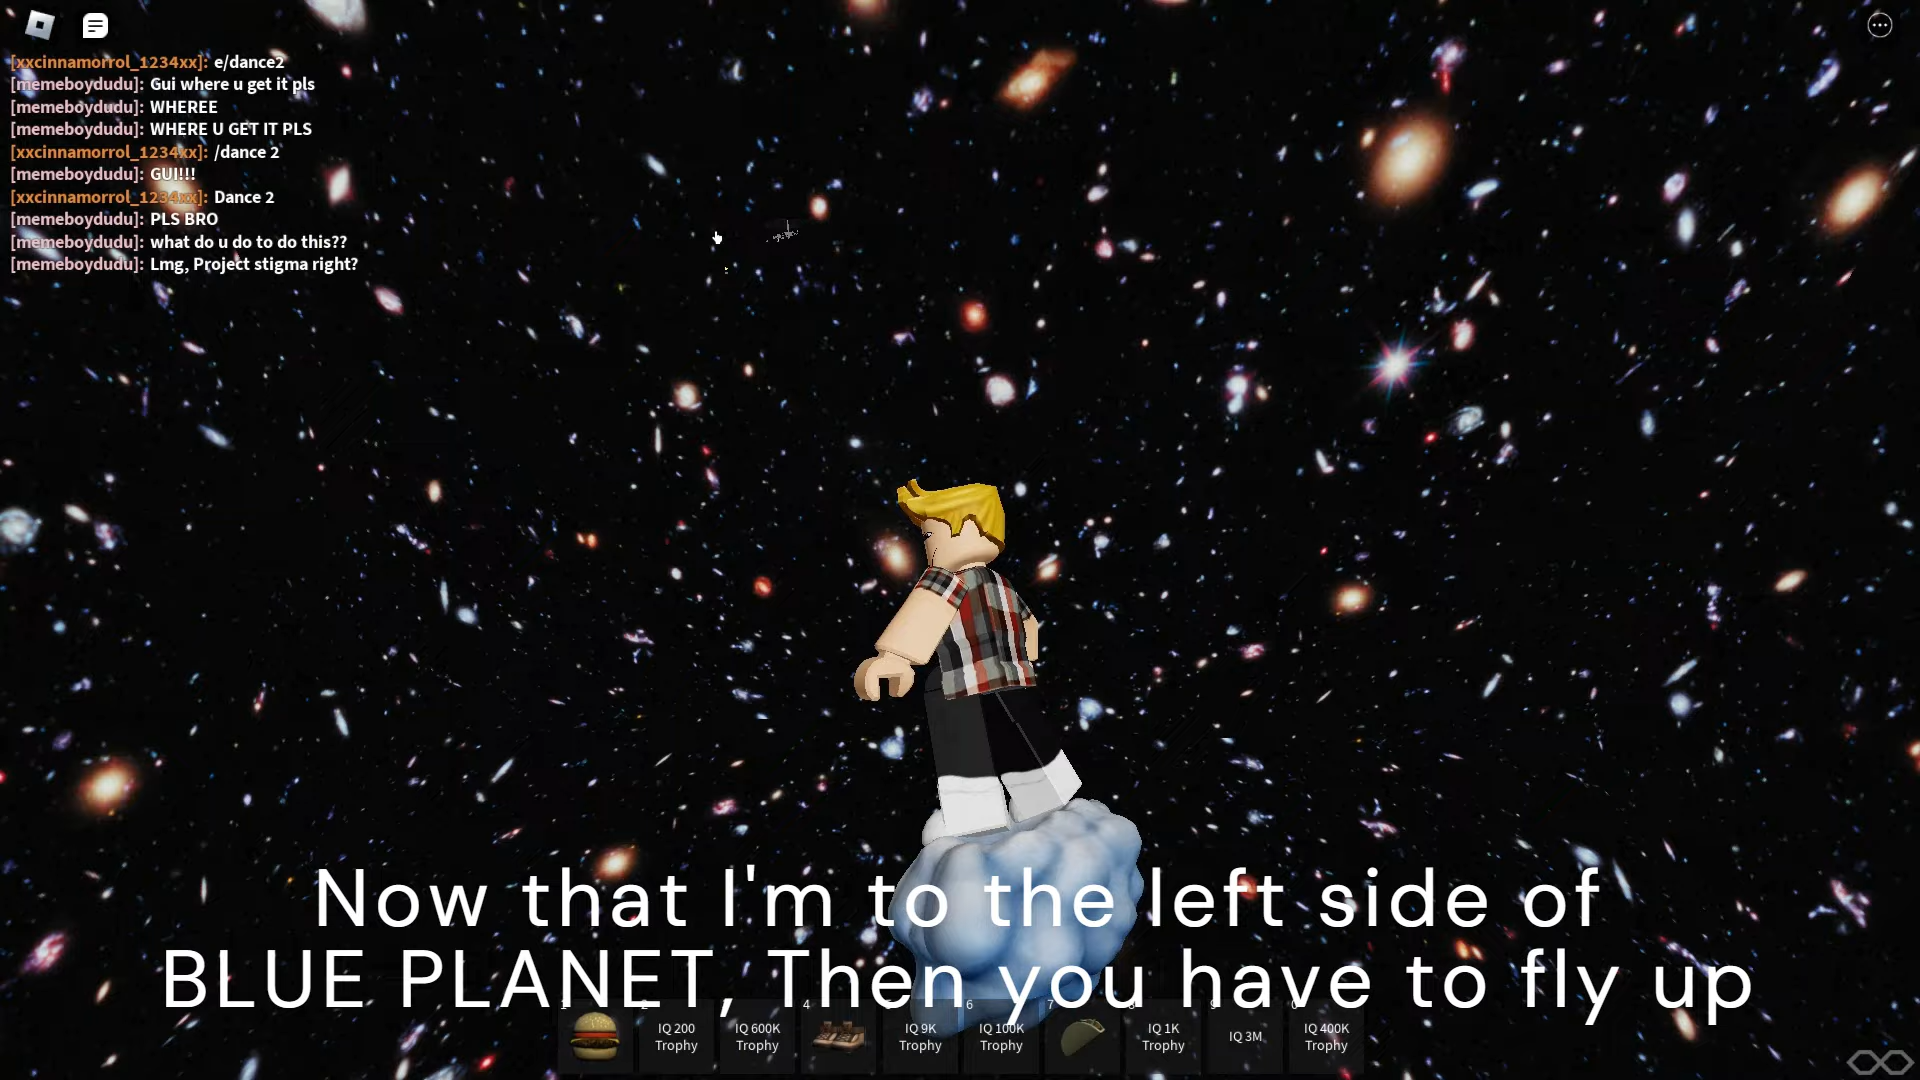 [xxcinnamorrol_1234xx]: e/dance2
[memeboydudu]: Gui where u get it pls
[memeboydudu]: WHEREE
[memeboydudu]: WHERE U GET IT PLS
[xxcinnamorrol_1234xx]: /dance 2
[memeboydudu]: GUI!!!
[xxcinnamorrol_1234xx]: Dance 2
[memeboydudu]: PLS BRO
[memeboydudu]: what do u do to do this??
[memeboydudu]: Lmg, Project stigma right?
Now that I'm to the left side of
BLUE PLANET, Then you have to fly up
4 6 7
IQ 200 IQ 600K IQ 9K IQ 100K IQ 1K IQ 3M IQ 400K
Trophy Trophy Trophy Trophy Trophy Trophy